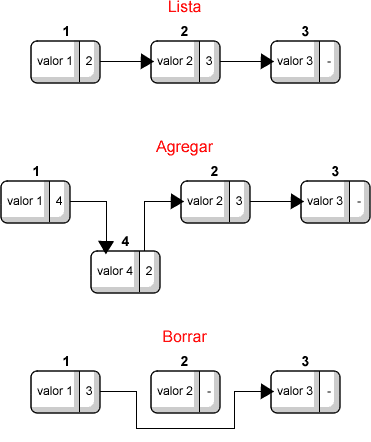 Lista
1 2 3
valor 1 2 valor 2 3 valor 3 -
Agregar
1 2 3
valor 1 4 valor 2 3 valor 3 -
4
valor 4 2
Borrar
1 2 3
valor 1 3 valor 2 - valor 3 -